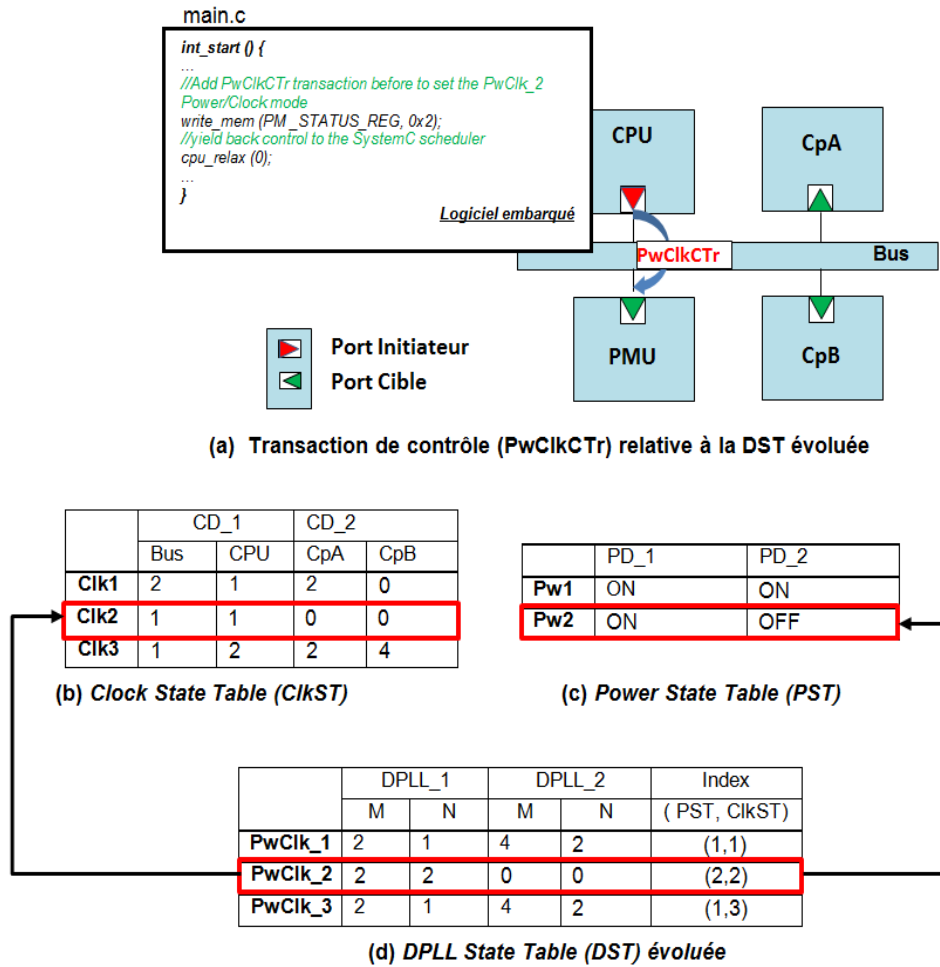 main.c
int_start () {
...
//Add PwClkCTr transaction before to set the PwClk_2
Power/Clock mode
write_mem (PM _STATUS_REG, 0x2);
//yield back control to the SystemC scheduler
cpu_relax (0);
...
}
Logiciel embarqué
CPU
CpA
PwClkCTr
Bus
PMU
CpB
Port Initiateur
Port Cible
(a) Transaction de contrôle (PwClkCTr) relative à la DST évoluée
CD_1 CD_2
Bus CPU CpA CpB
Clk1 2 1 2 0
Clk2 1 1 0 0
Clk3 1 2 2 4
(b) Clock State Table (ClkST)
PD_1 PD_2
Pw1 ON ON
Pw2 ON OFF
(c) Power State Table (PST)
DPLL_1 DPLL_2 Index
M N M N ( PST, ClkST)
PwClk_1 2 1 4 2 (1,1)
PwClk_2 2 2 0 0 (2,2)
PwClk_3 2 1 4 2 (1,3)
(d) DPLL State Table (DST) évoluée